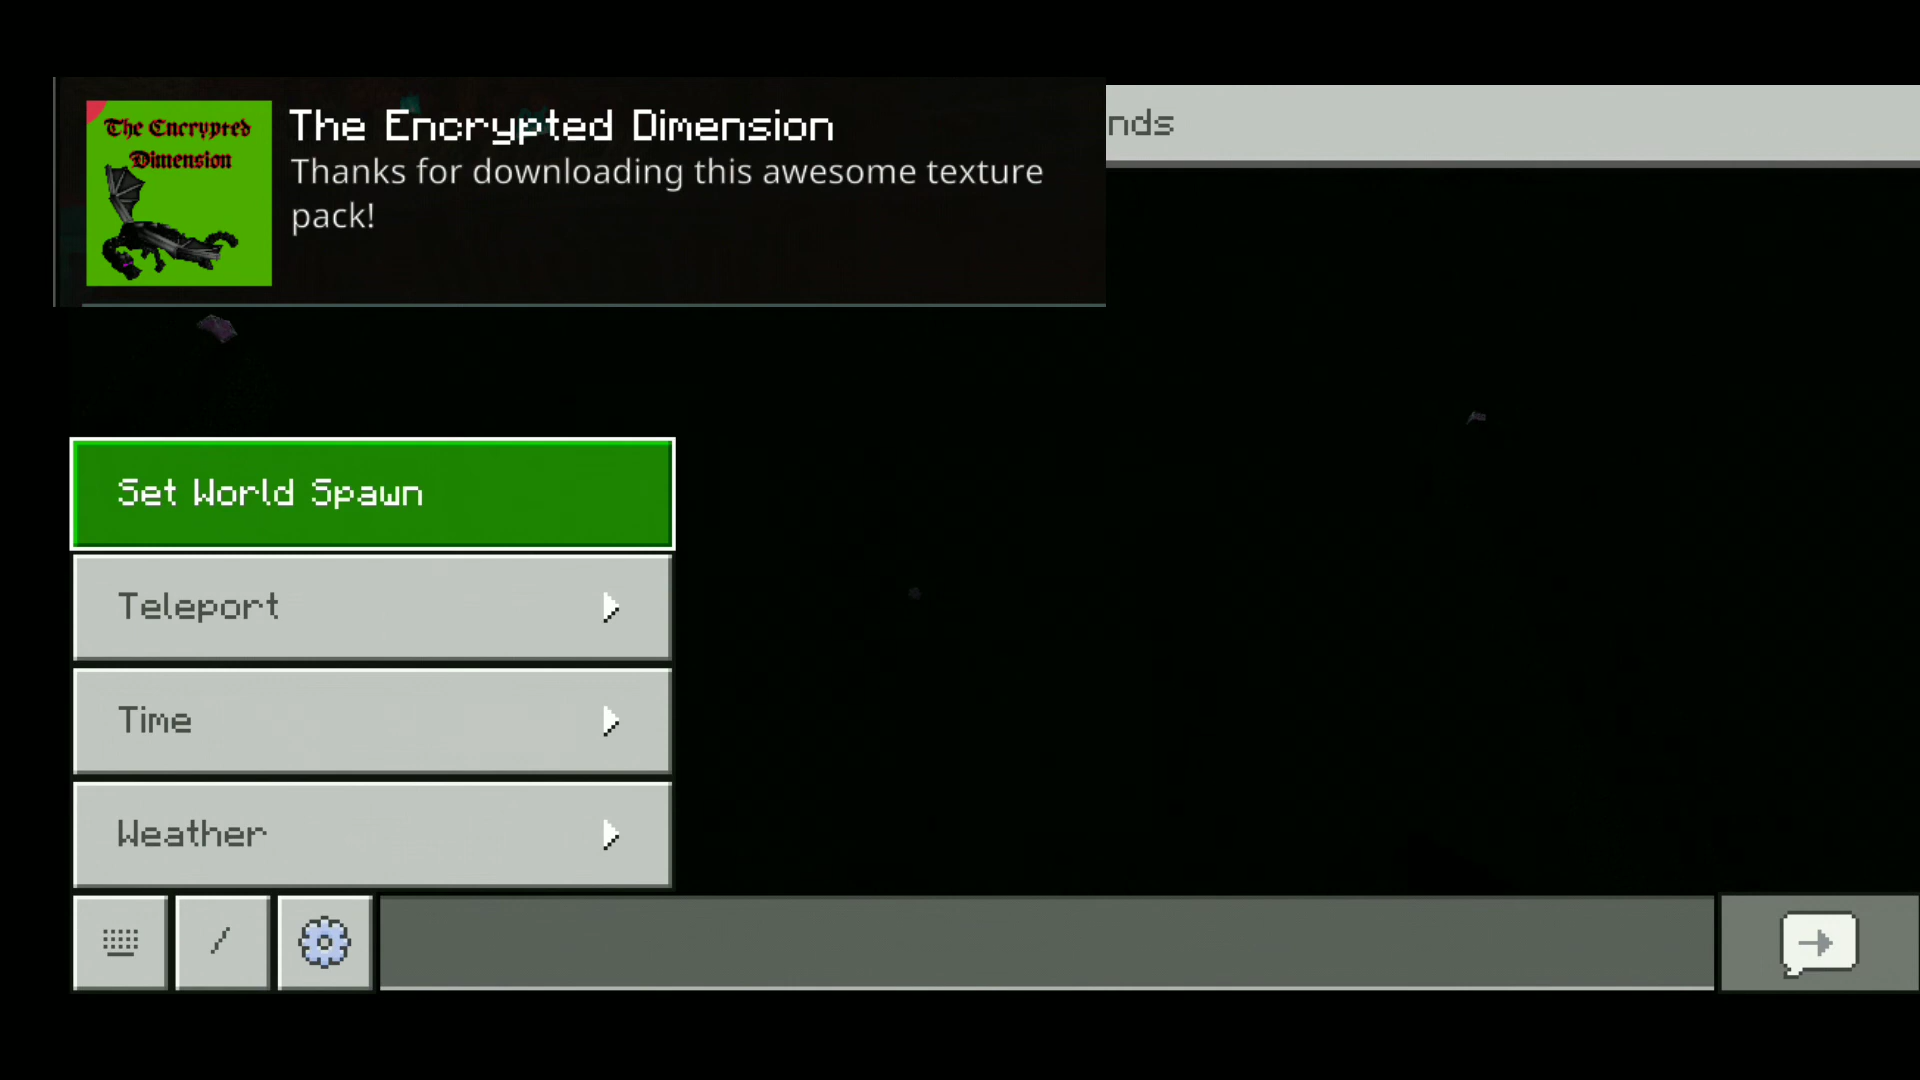 The Encrypted
Dimension
The Encrypted Dimension
Thanks for downloading this awesome texture
pack!
nds
Set World Spawn
Teleport
Time
Weather
/